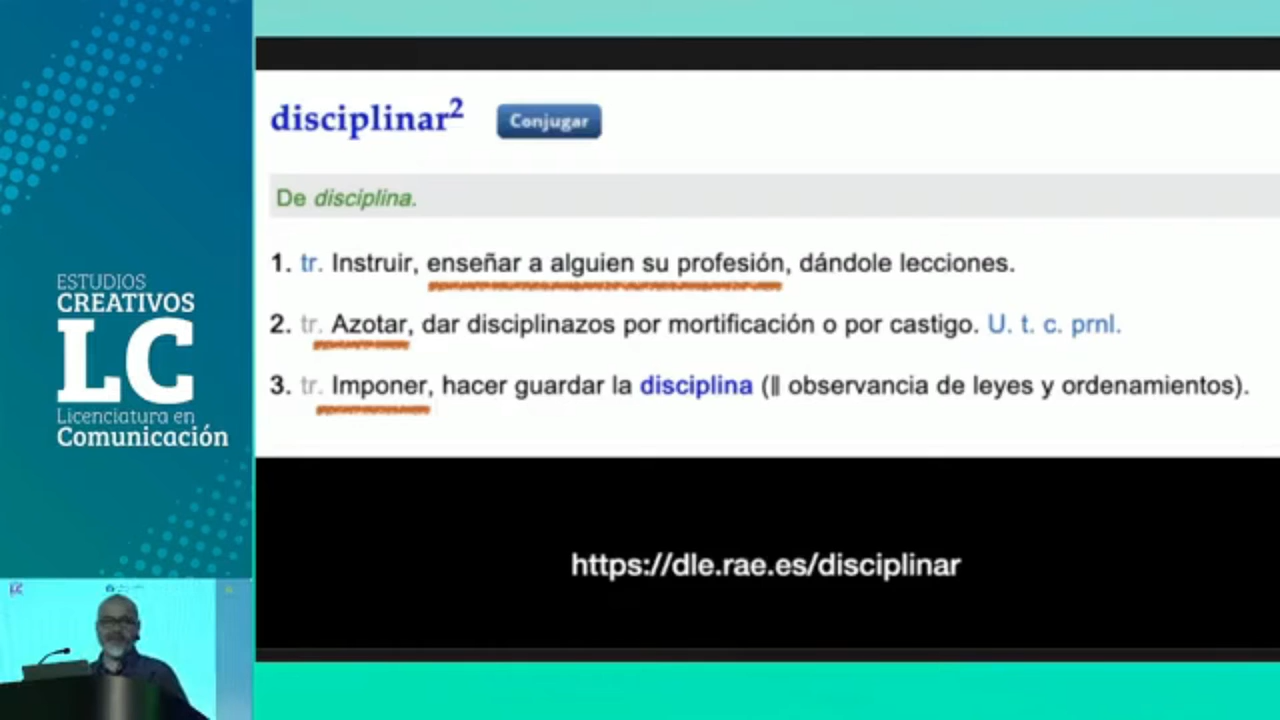 ESTUDIOS
CREATIVOS
LC
Licenciatura en
Comunicación
disciplinar²
Conjugar
De disciplina.
1. tr. Instruir, enseñar a alguien su profesión, dándole lecciones.
2. tr. Azotar, dar disciplinazos por mortificación o por castigo. U. t. c. prnl.
3. tr. Imponer, hacer guardar la disciplina (‖ observancia de leyes y ordenamientos).
https://dle.rae.es/disciplinar
LC